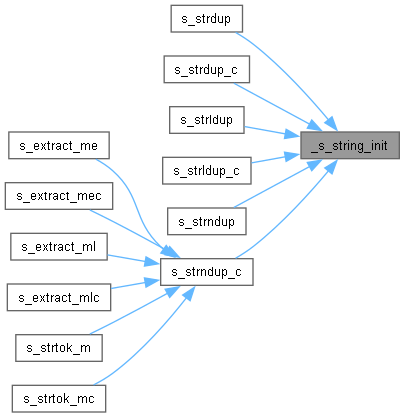 s_strdup
s_strdup_c
s_strldup
_s_string_init
s_extract_me
s_strldup_c
s_extract_mec
s_strndup
s_extract_ml
s_strndup_c
s_extract_mlc
s_strtok_m
s_strtok_mc